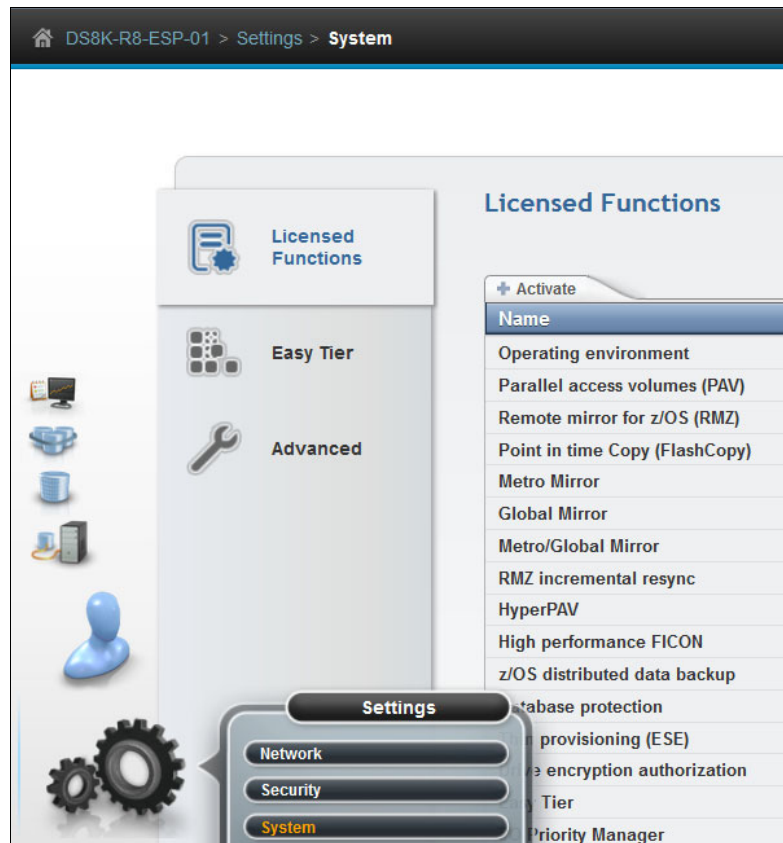 DS8K-R8-ESP-01 > Settings > System
Licensed
Functions
Easy Tier
Advanced
Licensed Functions
Activate
Name
Operating environment
Parallel access volumes (PAV)
Remote mirror for z/OS (RMZ)
Point in time Copy (FlashCopy)
Metro Mirror
Global Mirror
Metro/Global Mirror
RMZ incremental resync
HyperPAV
High performance FICON
z/OS distributed data backup
protection
provisioning (ESE)
encryption authorization
Tier
Priority Manager
Settings
Network
Security
System